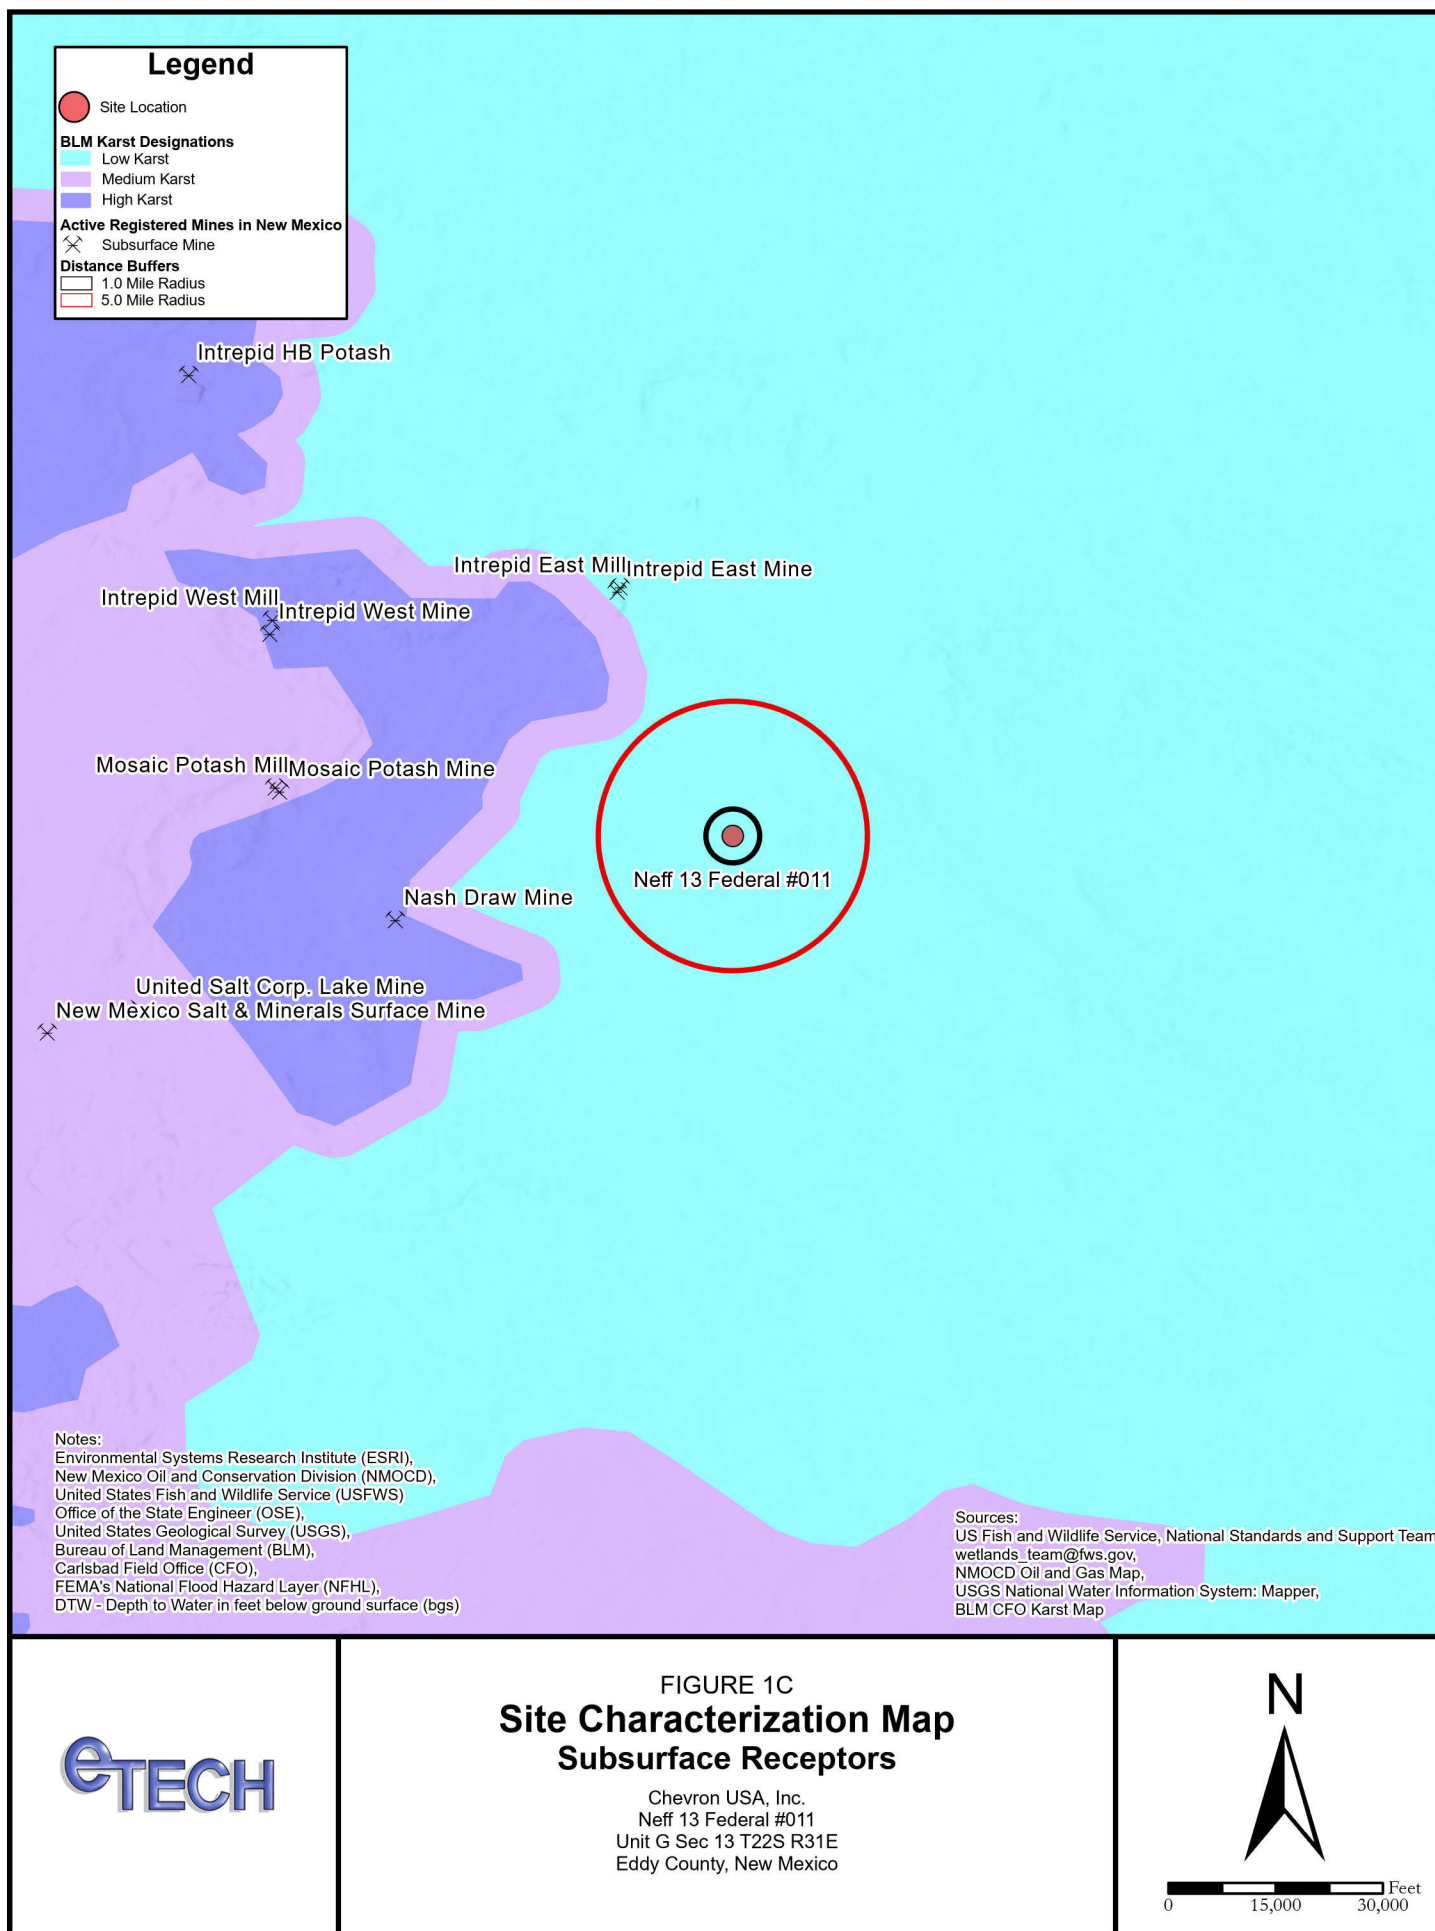 Legend
Site Location
BLM Karst Designations
Low Karst
Medium Karst
High Karst
Active Registered Mines in New Mexico
Subsurface Mine
Distance Buffers
1.0 Mile Radius
5.0 Mile Radius
Intrepid HB Potash
Intrepid East Mill
Intrepid East Mine
Intrepid West Mill
Intrepid West Mine
Mosaic Potash Mill
Mosaic Potash Mine
Neff 13 Federal #011
Nash Draw Mine
United Salt Corp. Lake Mine
New Mexico Salt & Minerals Surface Mine
Notes:
Environmental Systems Research Institute (ESRI),
New Mexico Oil and Conservation Division (NMOCD),
United States Fish and Wildlife Service (USFWS)
Office of the State Engineer (OSE),
United States Geological Survey (USGS),
Bureau of Land Management (BLM),
Carlsbad Field Office (CFO),
FEMA's National Flood Hazard Layer (NFHL),
DTW - Depth to Water in feet below ground surface (bgs)
Sources:
US Fish and Wildlife Service, National Standards and Support Team
wetlands_team@fws.gov,
NMOCD Oil and Gas Map,
USGS National Water Information System: Mapper,
BLM CFO Karst Map
eTECH
FIGURE 1C
Site Characterization Map
Subsurface Receptors
Chevron USA, Inc.
Neff 13 Federal #011
Unit G Sec 13 T22S R31E
Eddy County, New Mexico
N
Feet
0 15,000 30,000